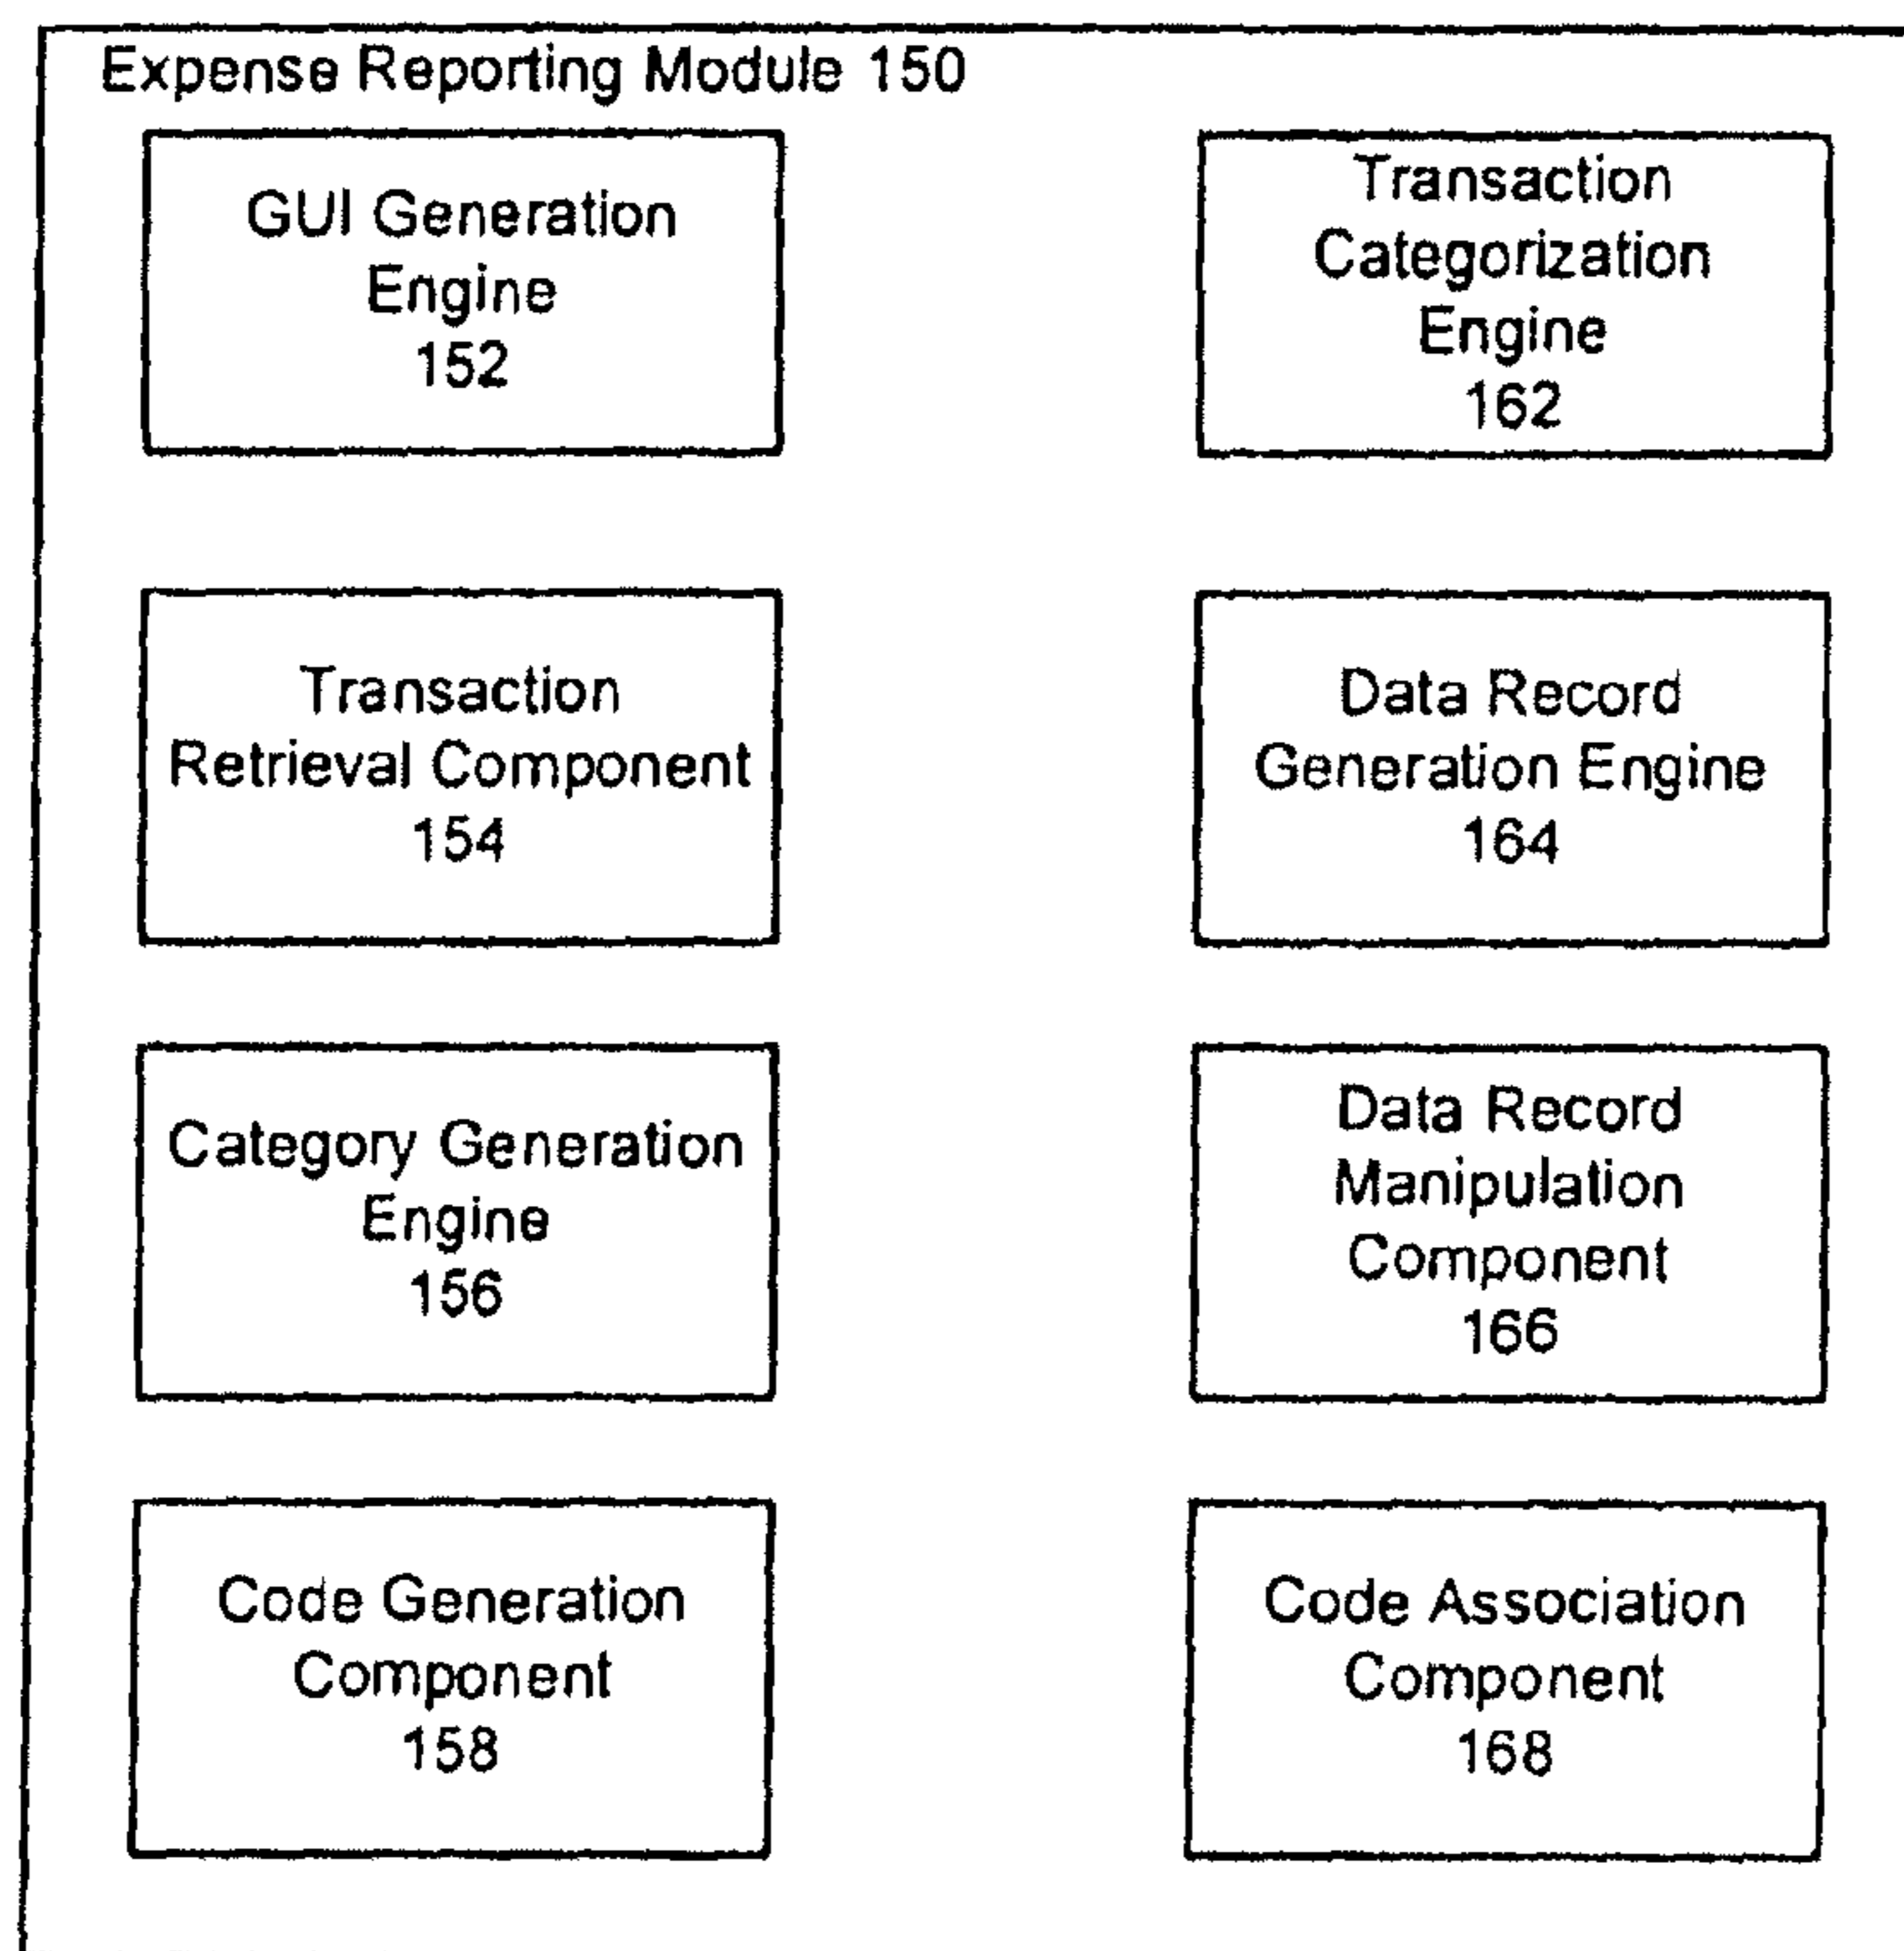 Expense Reporting Module 150
GUI Generation
Engine
152
Transaction
Categorization
Engine
162
Transaction
Retrieval Component
154
Data Record
Generation Engine
164
Category Generation
Engine
156
Data Record
Manipulation
Component
166
Code Generation
Component
158
Code Association
Component
168